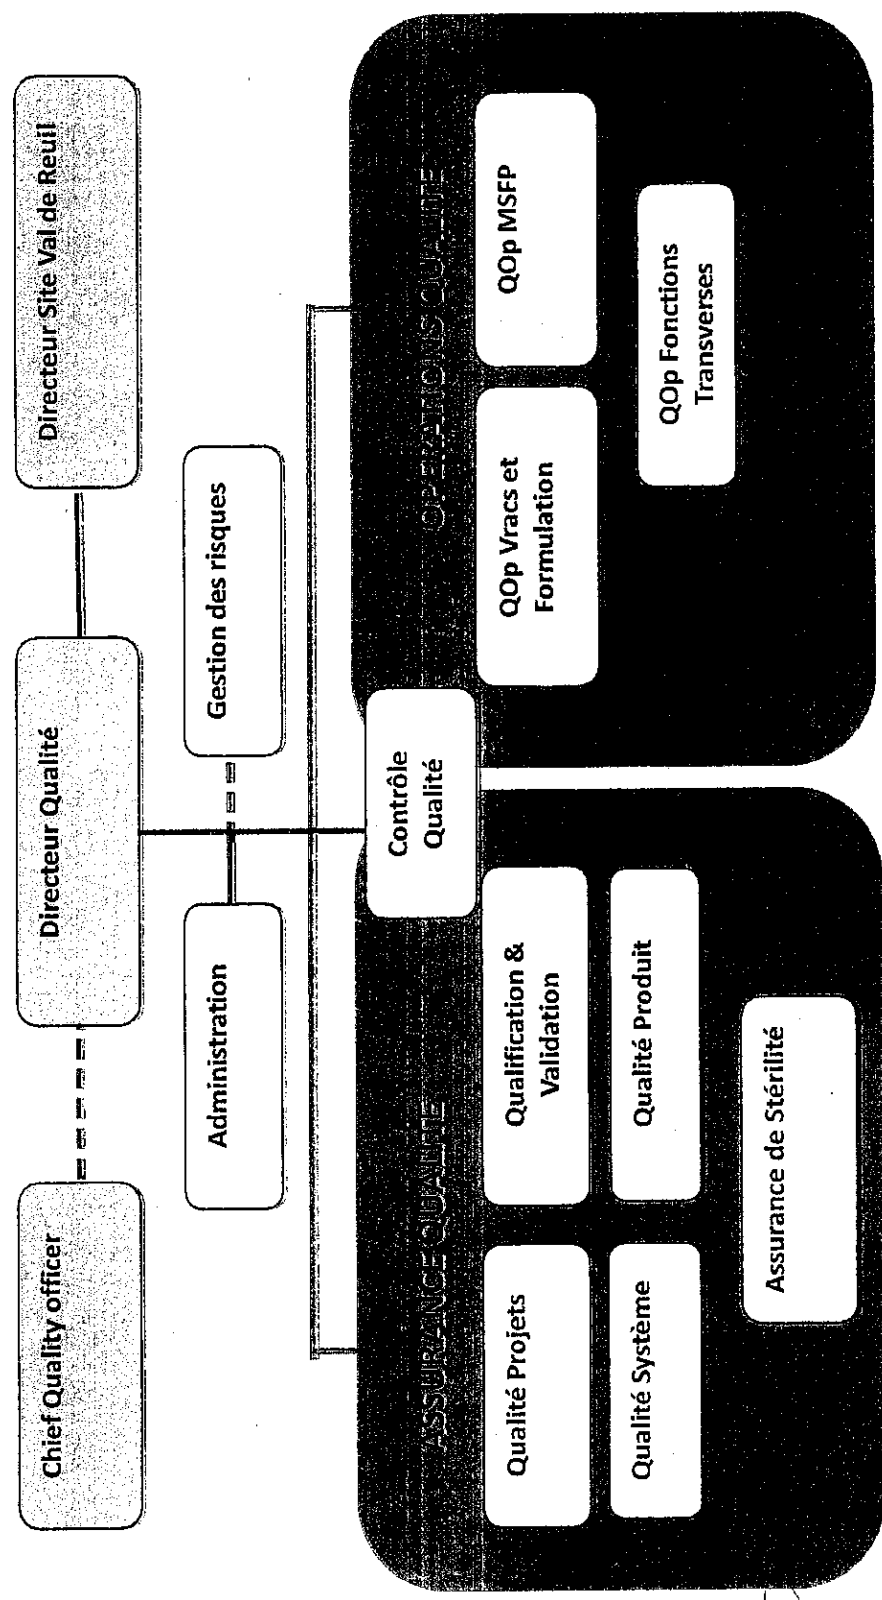 Chief Quality officer
Directeur Qualité
Directeur Site Val de Reuil
Administration
Gestion des risques
Contrôle
Qualité
ASSURANCE QUALITE
OPERATIONS QUALITE
Qualité Projets
Qualification &
Validation
QOp Vracs et
Formulation
QOp MSFP
Qualité Système
Qualité Produit
QOp Fonctions
Transverses
Assurance de Stérilité